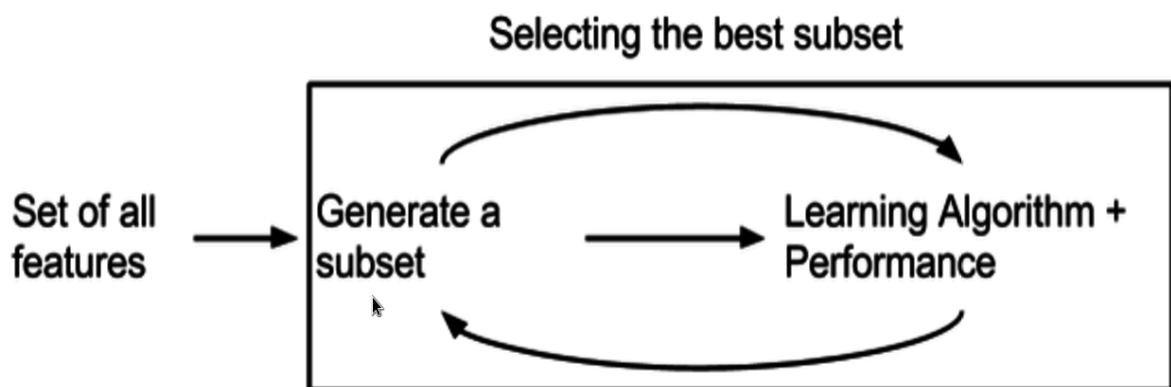 Selecting the best subset
Set of all
features
Generate a
subset
Learning Algorithm +
Performance